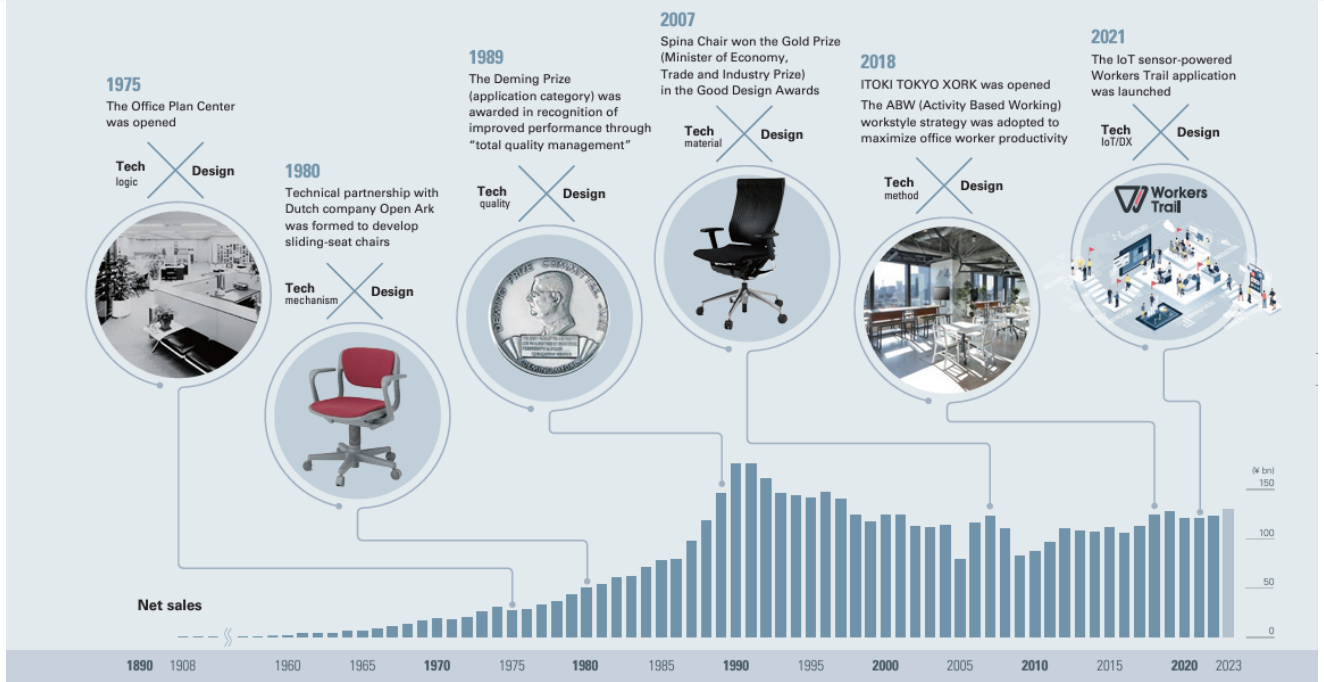 1975
The Office Plan Center
was opened
Tech
logic
Design
1980
Technical partnership with
Dutch company Open Ark
was formed to develop
sliding-seat chairs
Tech
mechanism
Design
1989
The Deming Prize
(application category) was
awarded in recognition of
improved performance through
“total quality management”
Tech
quality
Design
2007
Spina Chair won the Gold Prize
(Minister of Economy,
Trade and Industry Prize)
in the Good Design Awards
Tech
material
Design
2018
ITOKI TOKYO XORK was opened
The ABW (Activity Based Working)
workstyle strategy was adopted to
maximize office worker productivity
Tech
method
Design
2021
The IoT sensor-powered
Workers Trail application
was launched
Tech
IoT/DX
Design
Workers
Trail
(¥ bn)
150
100
50
0
Net sales
1890 1908 1960 1965 1970 1975 1980 1985 1990 1995 2000 2005 2010 2015 2020 2023